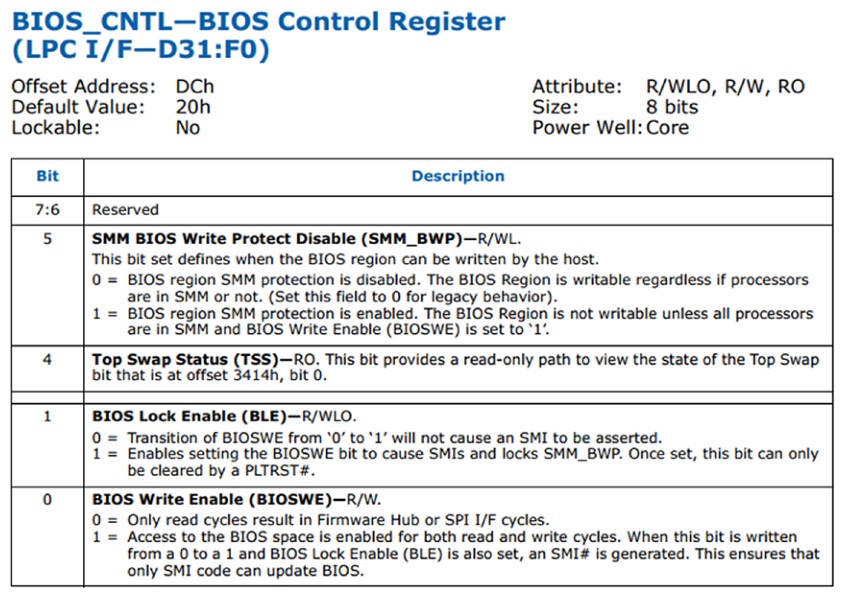 BIOS_CNTL—BIOS Control Register
(LPC I/F—D31:F0)
Offset Address: DCh Attribute: R/WLO, R/W, RO
Default Value: 20h Size: 8 bits
Lockable: No Power Well: Core
Bit Description
7:6 Reserved
5 SMM BIOS Write Protect Disable (SMM_BWP)—R/WL.
This bit set defines when the BIOS region can be written by the host.
0 = BIOS region SMM protection is disabled. The BIOS Region is writable regardless if processors
are in SMM or not. (Set this field to 0 for legacy behavior).
1 = BIOS region SMM protection is enabled. The BIOS Region is not writable unless all processors
are in SMM and BIOS Write Enable (BIOSWE) is set to ‘1’.
4 Top Swap Status (TSS)—RO. This bit provides a read-only path to view the state of the Top Swap
bit that is at offset 3414h, bit 0.
1 BIOS Lock Enable (BLE)—R/WLO.
0 = Transition of BIOSWE from ‘0’ to ‘1’ will not cause an SMI to be asserted.
1 = Enables setting the BIOSWE bit to cause SMIs and locks SMM_BWP. Once set, this bit can only
be cleared by a PLTRST#.
0 BIOS Write Enable (BIOSWE)—R/W.
0 = Only read cycles result in Firmware Hub or SPI I/F cycles.
1 = Access to the BIOS space is enabled for both read and write cycles. When this bit is written
from a 0 to a 1 and BIOS Lock Enable (BLE) is also set, an SMI# is generated. This ensures that
only SMI code can update BIOS.